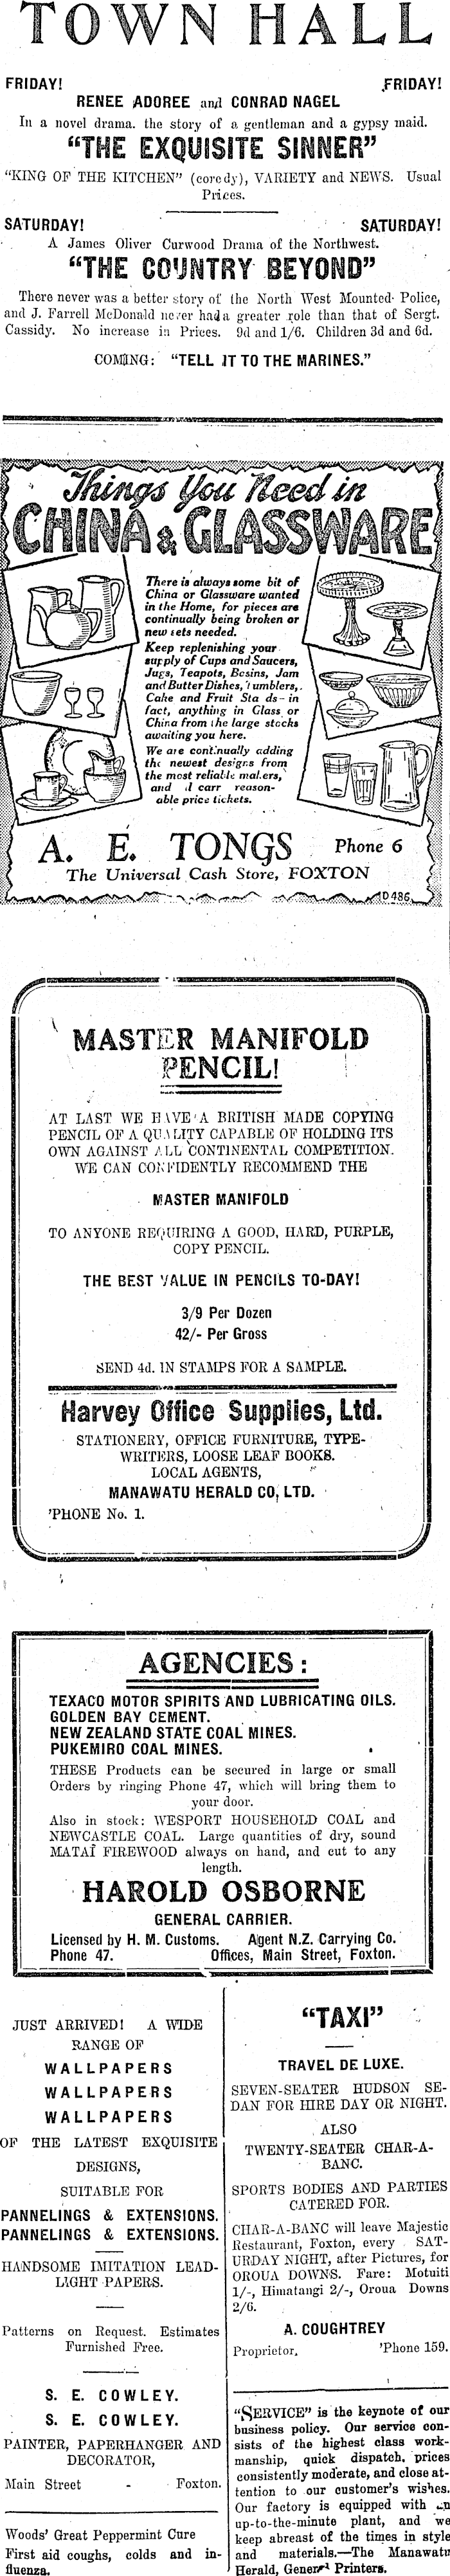 TOWN HALL
FRIDAY! FRIDAY!
RENEE ADOREE and CONRAD NAGEL
In a novel drama. the story of a gentleman and a gypsy maid.
"THE EXQUISITE SINNER"
"KING OF THE KITCHEN" (coredy), VARIETY and NEWS. Usual
Prices.
SATURDAY! SATURDAY!
A James Oliver Curwood Drama of the Northwest.
"THE COUNTRY BEYOND"
There never was a better story of the North West Mounted Police,
and J. Farrell McDonald never had a greater role than that of Sergt.
Cassidy. No increase in Prices. 9d and 1/6. Children 3d and 6d.
COMING: "TELL IT TO THE MARINES."
Things You Need in
CHINA & GLASSWARE
There is always some bit of
China or Glassware wanted
in the Home, for pieces are
continually being broken or
new sets needed.
Keep replenishing your
supply of Cups and Saucers,
Jugs, Teapots, Basins, Jam
and Butter Dishes, Tumblers,
Cake and Fruit Sta ds—in
fact, anything in Glass or
China from the large stocks
awaiting you here.
We are continually adding
the newest designs from
the most reliable makers,
and all carr reason-
able price tickets.
A. E. TONGS Phone 6
The Universal Cash Store, FOXTON
D486
MASTER MANIFOLD
PENCIL!
AT LAST WE HAVE A BRITISH MADE COPYING
PENCIL OF A QUALITY CAPABLE OF HOLDING ITS
OWN AGAINST ALL CONTINENTAL COMPETITION.
WE CAN CONFIDENTLY RECOMMEND THE
MASTER MANIFOLD
TO ANYONE REQUIRING A GOOD, HARD, PURPLE,
COPY PENCIL.
THE BEST VALUE IN PENCILS TO-DAY!
3/9 Per Dozen
42/- Per Gross
SEND 4d. IN STAMPS FOR A SAMPLE.
Harvey Office Supplies, Ltd.
STATIONERY, OFFICE FURNITURE, TYPE-
WRITERS, LOOSE LEAF BOOKS.
LOCAL AGENTS,
MANAWATU HERALD CO, LTD.
'PHONE No. 1.
AGENCIES:
TEXACO MOTOR SPIRITS AND LUBRICATING OILS.
GOLDEN BAY CEMENT.
NEW ZEALAND STATE COAL MINES.
PUKEMIRO COAL MINES.
THESE Products can be secured in large or small
Orders by ringing Phone 47, which will bring them to
your door.
Also in stock: WESPORT HOUSEHOLD COAL and
NEWCASTLE COAL. Large quantities of dry, sound
MATAI FIREWOOD always on hand, and cut to any
length.
HAROLD OSBORNE
GENERAL CARRIER.
Licensed by H. M. Customs. Agent N.Z. Carrying Co.
Phone 47. Offices, Main Street, Foxton.
JUST ARRIVED! A WIDE
RANGE OF
WALLPAPERS
WALLPAPERS
WALLPAPERS
OF THE LATEST EXQUISITE
DESIGNS,
SUITABLE FOR
PANNELINGS & EXTENSIONS.
PANNELINGS & EXTENSIONS.
HANDSOME IMITATION LEAD-
LIGHT PAPERS.
Patterns on Request. Estimates
Furnished Free.
S. E. COWLEY.
S. E. COWLEY.
PAINTER, PAPERHANGER AND
DECORATOR,
Main Street - Foxton.
Woods' Great Peppermint Cure
First aid coughs, colds and in-
fluenza.
"TAXI"
TRAVEL DE LUXE.
SEVEN-SEATER HUDSON SE-
DAN FOR HIRE DAY OR NIGHT.
ALSO
TWENTY-SEATER CHAR-A-
BANC.
SPORTS BODIES AND PARTIES
CATERED FOR.
CHAR-A-BANC will leave Majestic
Restaurant, Foxton, every SAT-
URDAY NIGHT, after Pictures, for
OROUA DOWNS. Fare: Motuiti
1/-, Himatangi 2/-, Oroua Downs
2/6.
A. COUGHTREY
Proprietor. 'Phone 159.
"SERVICE" is the keynote of our
business policy. Our service con-
sists of the highest class work-
manship, quick dispatch, prices
consistently moderate, and close at-
tention to our customer's wishes.
Our factory is equipped with an
up-to-the-minute plant, and we
keep abreast of the times in style
and materials.—The Manawatu
Herald, General Printers.